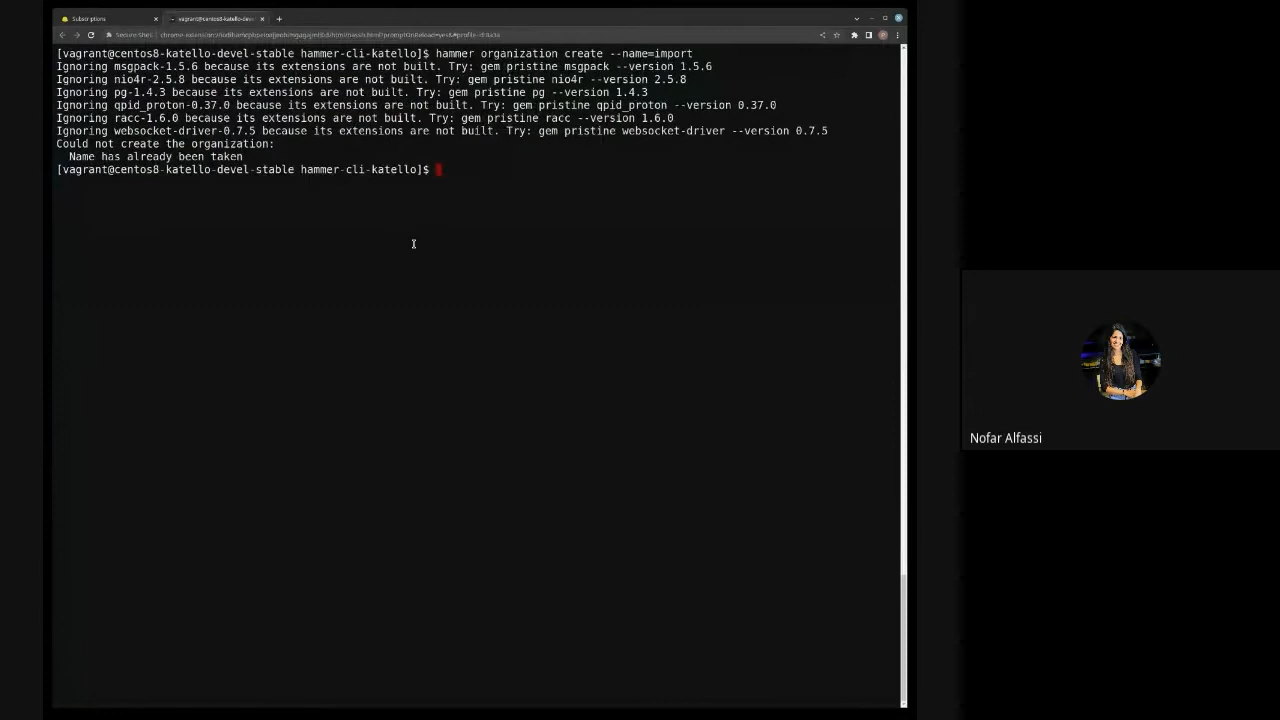 Subscriptions
vagrant@centos8-katello-deve
Secure Shell
[vagrant@centos8-katello-devel-stable hammer-cli-katello]$ hammer organization create --name=import
Ignoring msgpack-1.5.6 because its extensions are not built. Try: gem pristine msgpack --version 1.5.6
Ignoring nio4r-2.5.8 because its extensions are not built. Try: gem pristine nio4r --version 2.5.8
Ignoring pg-1.4.3 because its extensions are not built. Try: gem pristine pg --version 1.4.3
Ignoring qpid_proton-0.37.0 because its extensions are not built. Try: gem pristine qpid_proton --version 0.37.0
Ignoring racc-1.6.0 because its extensions are not built. Try: gem pristine racc --version 1.6.0
Ignoring websocket-driver-0.7.5 because its extensions are not built. Try: gem pristine websocket-driver --version 0.7.5
Could not create the organization:
Name has already been taken
[vagrant@centos8-katello-devel-stable hammer-cli-katello]$
Nofar Alfassi